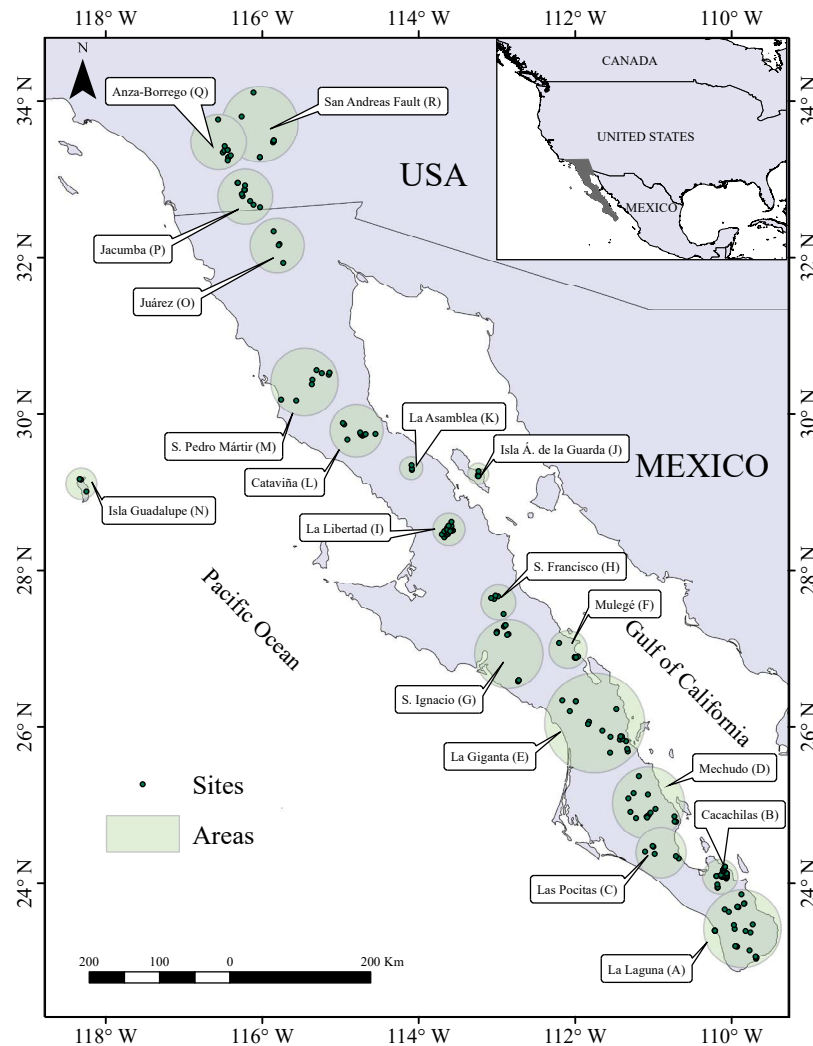 118° W
116° W
114° W
112° W
110° W
N
CANADA
UNITED STATES
MEXICO
34° N
34° N
Anza-Borrego (Q)
San Andreas Fault (R)
USA
Jacumba (P)
32° N
32° N
Juárez (O)
30° N
30° N
La Asamblea (K)
S. Pedro Mártir (M)
Isla Á. de la Guarda (J)
MEXICO
Cataviña (L)
Isla Guadalupe (N)
La Libertad (I)
28° N
28° N
S. Francisco (H)
Mulegé (F)
Pacific Ocean
Gulf of California
S. Ignacio (G)
26° N
26° N
La Giganta (E)
Mechudo (D)
Sites
Cacachilas (B)
Areas
24° N
24° N
Las Pocitas (C)
La Laguna (A)
200 100 0 200 Km
118° W
116° W
114° W
112° W
110° W